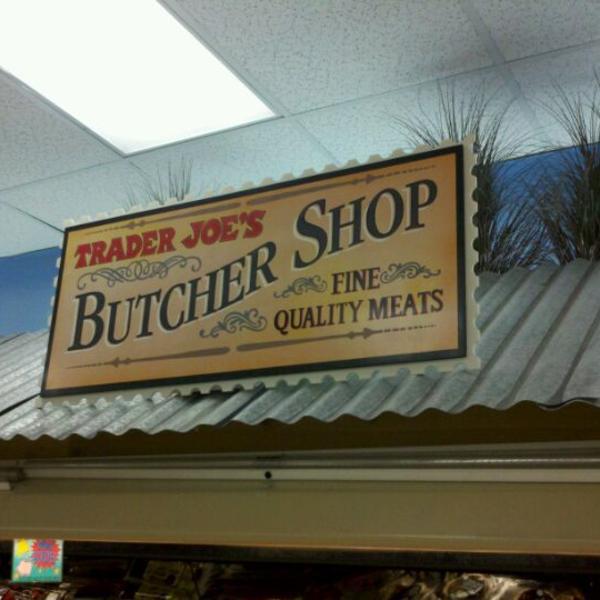 TRADER JOE'S
BUTCHER SHOP
FINE
QUALITY MEATS